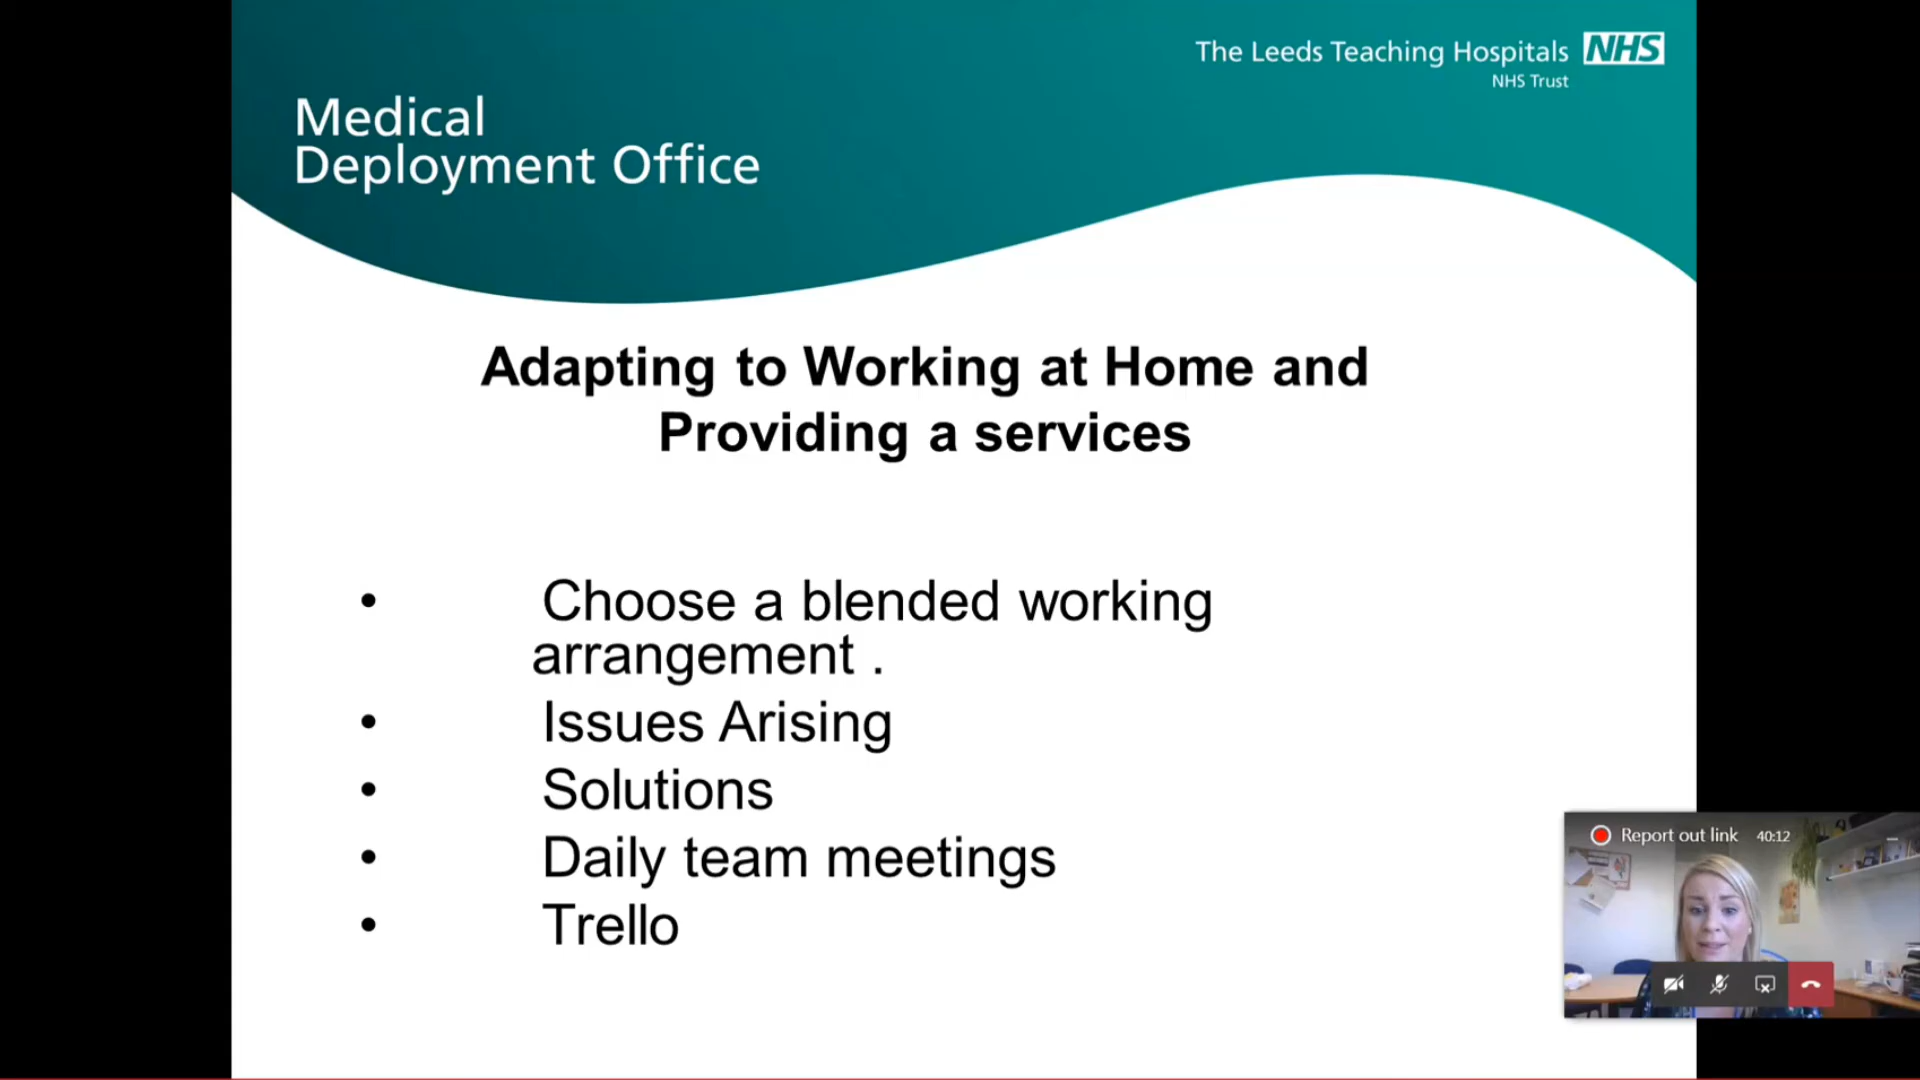 The Leeds Teaching Hospitals NHS
NHS Trust
Medical
Deployment Office
Adapting to Working at Home and
Providing a services
• Choose a blended working
arrangement .
• Issues Arising
• Solutions
• Daily team meetings
• Trello
Report out link 40:12